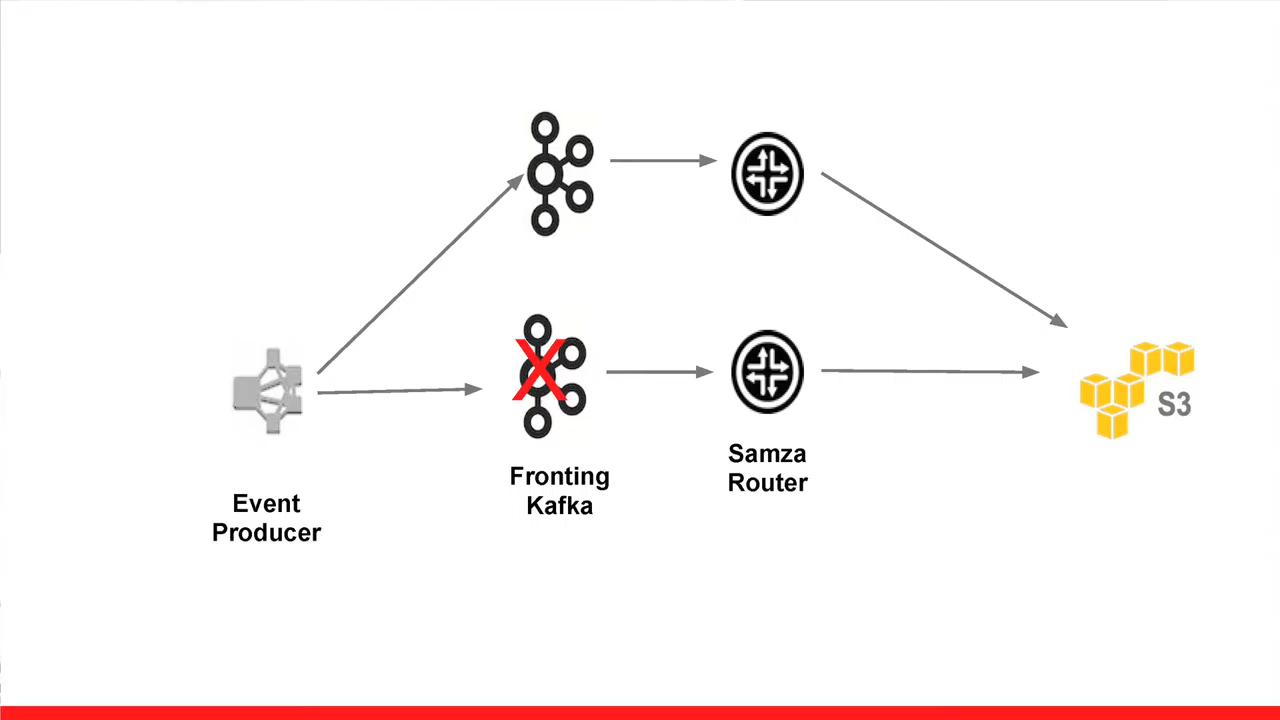 X
S3
Fronting
Kafka
Samza
Router
Event
Producer